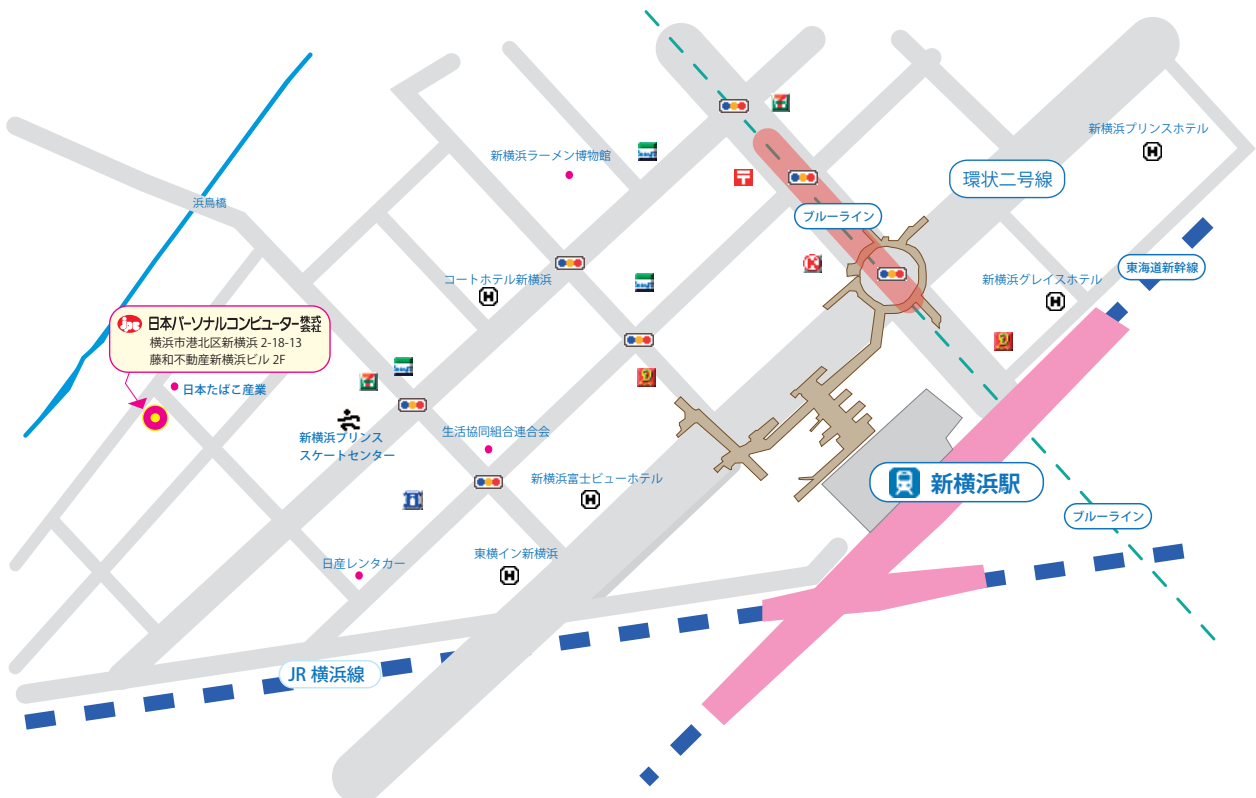 新横浜プリンスホテル
新横浜ラーメン博物館
環状二号線
浜鳥橋
ブルーライン
東海道新幹線
コートホテル新横浜
新横浜グレイスホテル
jpc 日本パーソナルコンピューター株式会社
横浜市港北区新横浜 2-18-13
藤和不動産新横浜ビル 2F
日本たばこ産業
新横浜プリンス
スケートセンター
生活協同組合連合会
新横浜富士ビューホテル
新横浜駅
ブルーライン
東横イン新横浜
日産レンタカー
JR 横浜線